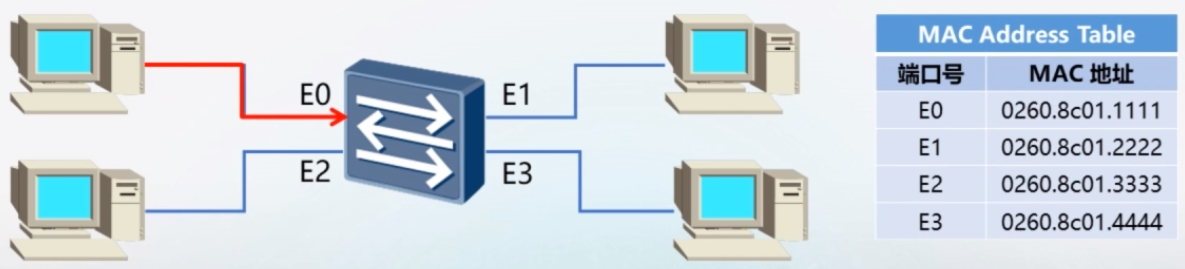 E0
E1
E2
E3
MAC Address Table
端口号 MAC 地址
E0 0260.8c01.1111
E1 0260.8c01.2222
E2 0260.8c01.3333
E3 0260.8c01.4444